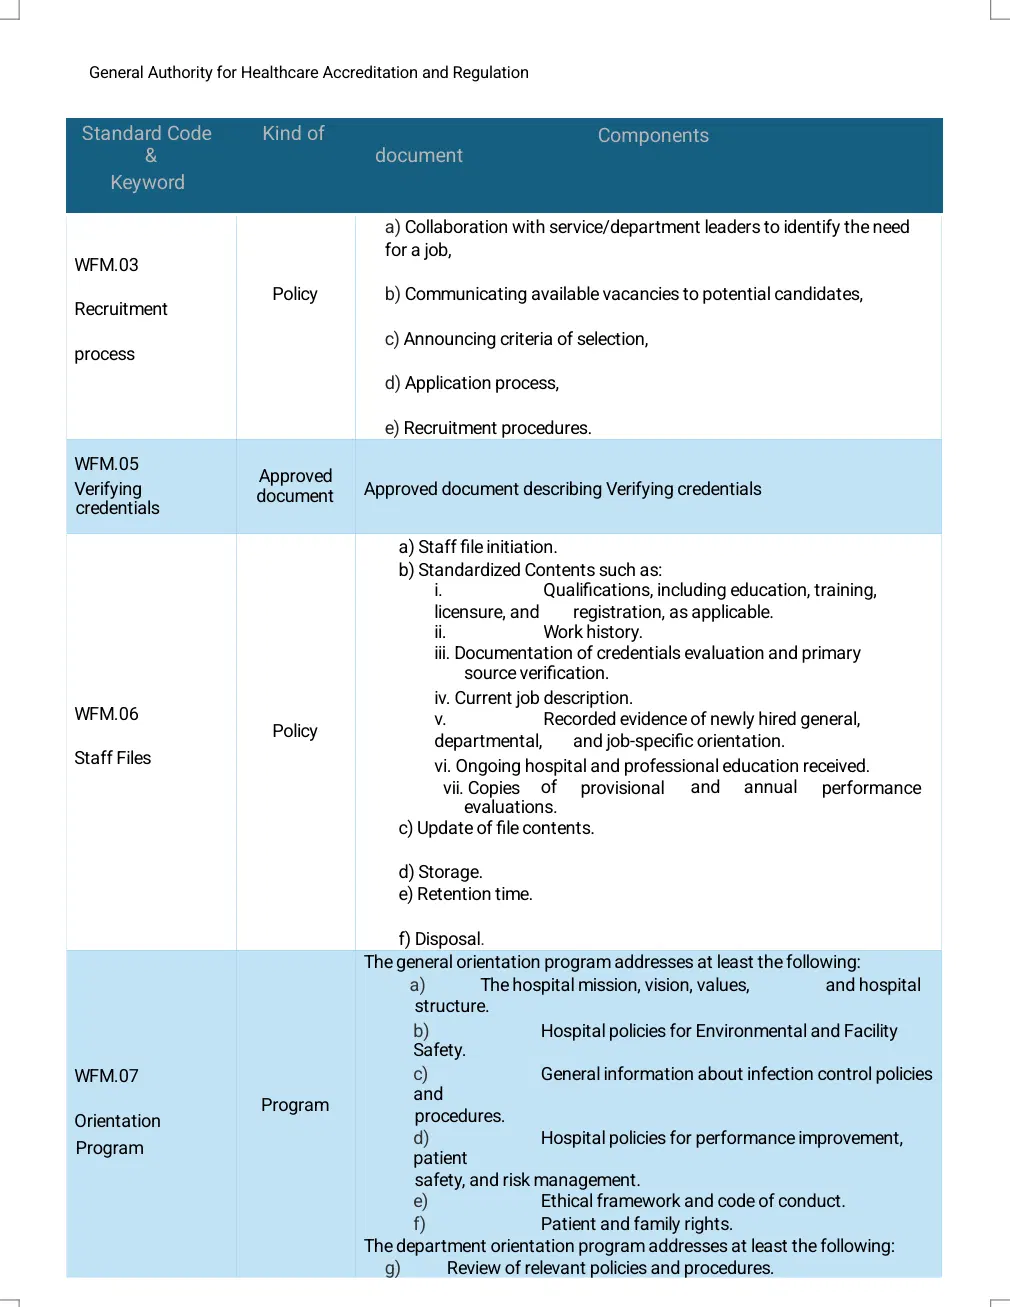 General Authority for Healthcare Accreditation and Regulation
Standard Code
&
Keyword
Kind of
document
Components
WFM.03
Recruitment
process
Policy
a) Collaboration with service/department leaders to identify the need
for a job,
b) Communicating available vacancies to potential candidates,
c) Announcing criteria of selection,
d) Application process,
e) Recruitment procedures.
WFM.05
Verifying
credentials
Approved
document
Approved document describing Verifying credentials
WFM.06
Staff Files
Policy
a) Staff file initiation.
b) Standardized Contents such as:
i. Qualifications, including education, training,
licensure, and registration, as applicable.
ii. Work history.
iii. Documentation of credentials evaluation and primary
source verification.
iv. Current job description.
v. Recorded evidence of newly hired general,
departmental, and job-specific orientation.
vi. Ongoing hospital and professional education received.
vii. Copies of provisional and annual performance
evaluations.
c) Update of file contents.
d) Storage.
e) Retention time.
f) Disposal.
WFM.07
Orientation
Program
Program
The general orientation program addresses at least the following:
a) The hospital mission, vision, values, and hospital
structure.
b) Hospital policies for Environmental and Facility
Safety.
c) General information about infection control policies
and
procedures.
d) Hospital policies for performance improvement,
patient
safety, and risk management.
e) Ethical framework and code of conduct.
f) Patient and family rights.
The department orientation program addresses at least the following:
g) Review of relevant policies and procedures.